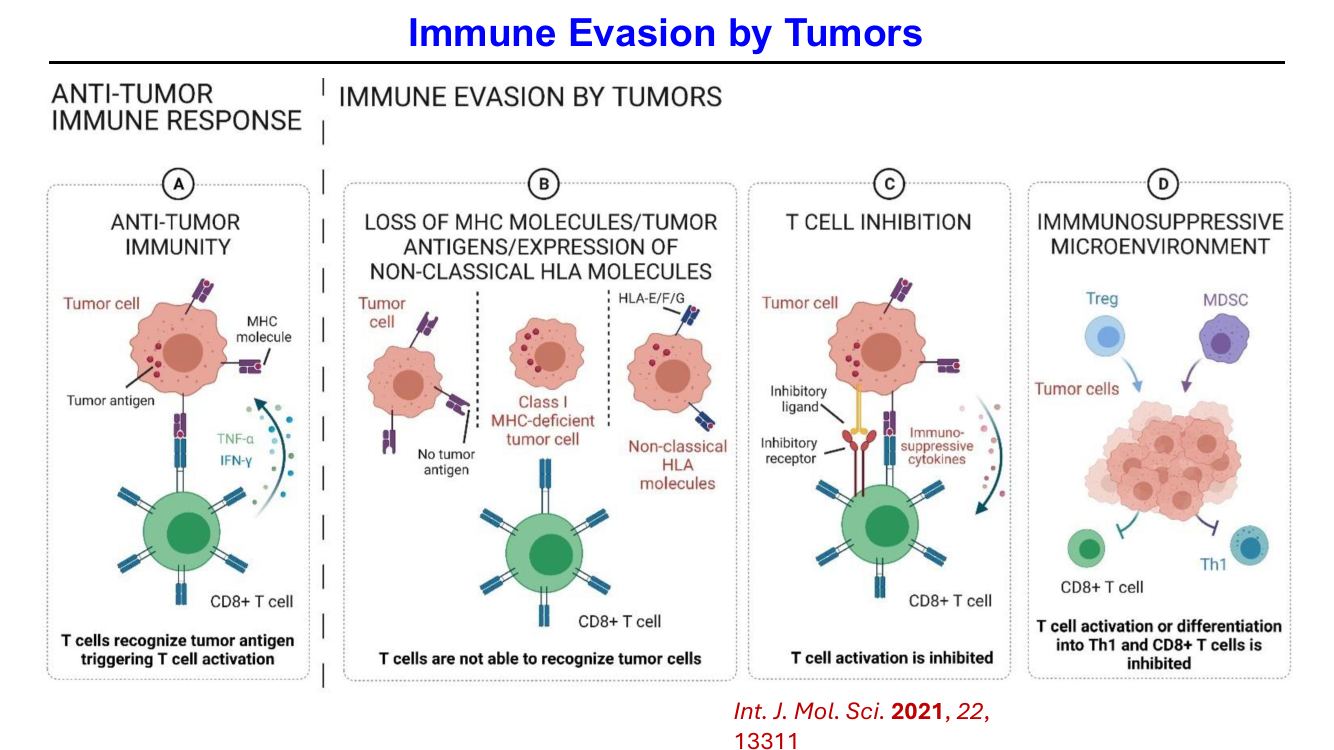 Immune Evasion by Tumors
ANTI-TUMOR
IMMUNE RESPONSE
IMMUNE EVASION BY TUMORS
A
ANTI-TUMOR
IMMUNITY
Tumor cell
MHC
molecule
Tumor antigen
TNF-α
IFN-γ
CD8+ T cell
T cells recognize tumor antigen
triggering T cell activation
B
LOSS OF MHC MOLECULES/TUMOR
ANTIGENS/EXPRESSION OF
NON-CLASSICAL HLA MOLECULES
Tumor
cell
No tumor
antigen
Class I
MHC-deficient
tumor cell
HLA-E/F/G
Non-classical
HLA
molecules
CD8+ T cell
T cells are not able to recognize tumor cells
C
T CELL INHIBITION
Tumor cell
Inhibitory
ligand
Inhibitory
receptor
Immuno-
suppressive
cytokines
CD8+ T cell
T cell activation is inhibited
D
IMMMUNOSUPPRESSIVE
MICROENVIRONMENT
Treg
MDSC
Tumor cells
Th1
CD8+ T cell
T cell activation or differentiation
into Th1 and CD8+ T cells is
inhibited
Int. J. Mol. Sci. 2021, 22,
13311